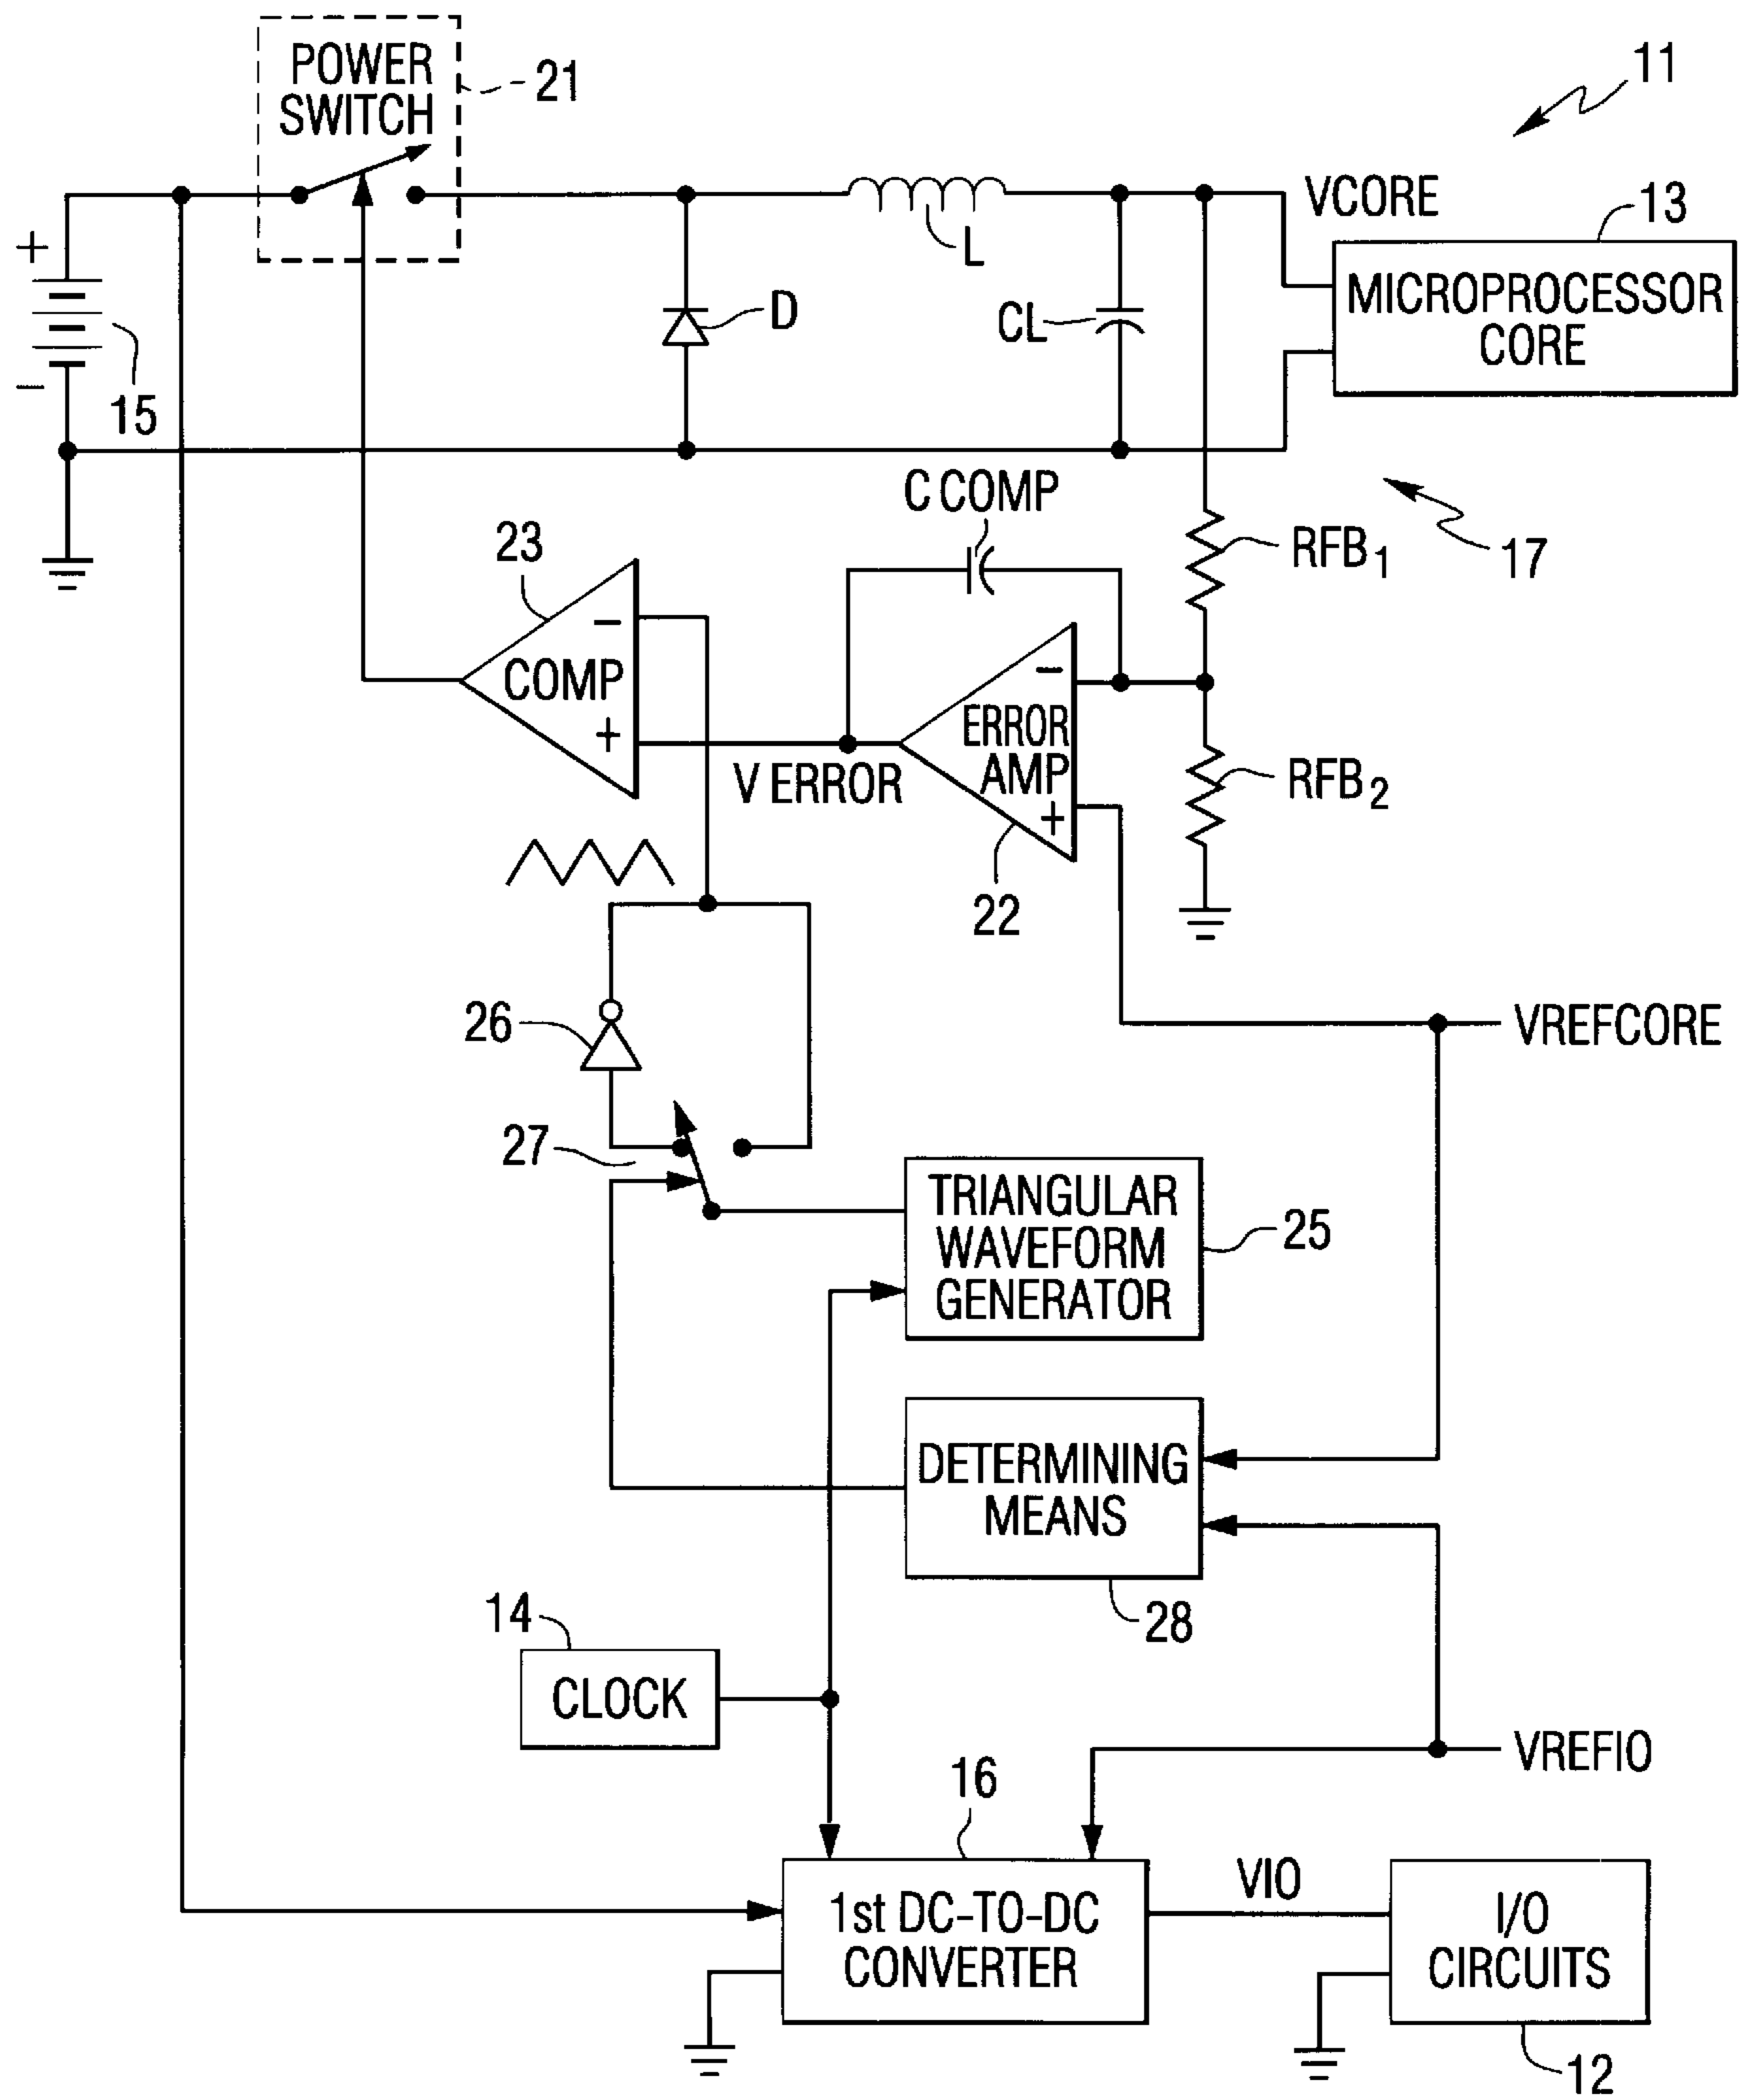 POWER
SWITCH
21
11
VCORE
13
MICROPROCESSOR
CORE
+
−
15
L
D
CL
C COMP
RFB1
17
23
COMP
−
+
V ERROR
ERROR
AMP
−
+
22
RFB2
26
VREFCORE
27
TRIANGULAR
WAVEFORM
GENERATOR
25
DETERMINING
MEANS
28
14
CLOCK
VREFIO
16
1st DC-TO-DC
CONVERTER
VIO
I/O
CIRCUITS
12